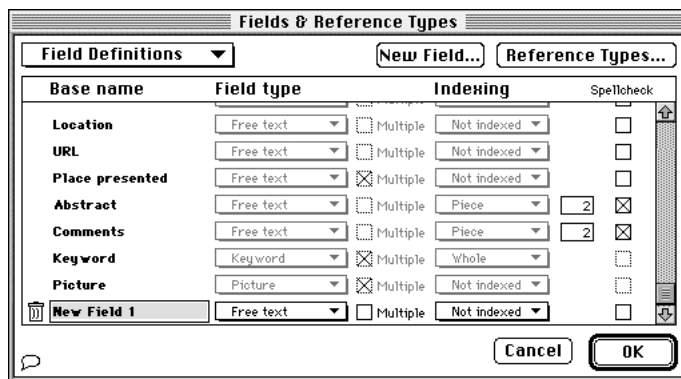 Fields & Reference Types
Field Definitions New Field... Reference Types...
Base name Field type Indexing Spellcheck
Location Free text Multiple Not indexed
URL Free text Multiple Not indexed
Place presented Free text Multiple Not indexed
Abstract Free text Multiple Piece 2
Comments Free text Multiple Piece 2
Keyword Keyword Multiple Whole
Picture Picture Multiple Not indexed
New Field 1 Free text Multiple Not indexed
Cancel OK